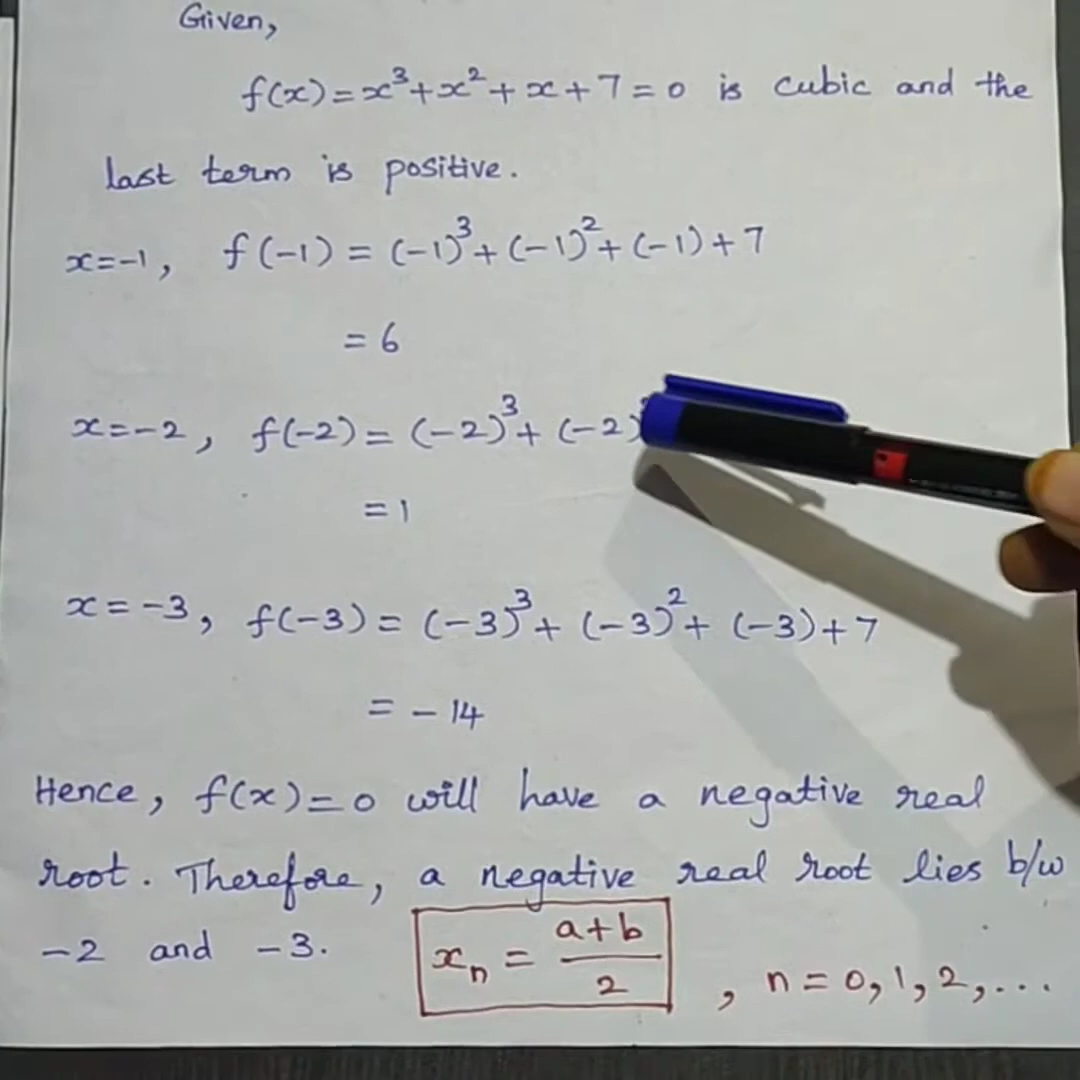 Given,
f(x)=x³+x²+x+7=0 is cubic and the
last term is positive.
x=-1, f(-1) = (-1)³+(-1)²+(-1)+7
= 6
x=-2, f(-2) = (-2)³+ (-2)
= 1
x=-3, f(-3) = (-3)³+ (-3)²+ (-3)+7
= -14
Hence, f(x)=0 will have a negative real
root. Therefore, a negative real root lies b/w
-2 and -3.
xₙ = (a+b)/2 , n=0,1,2,...